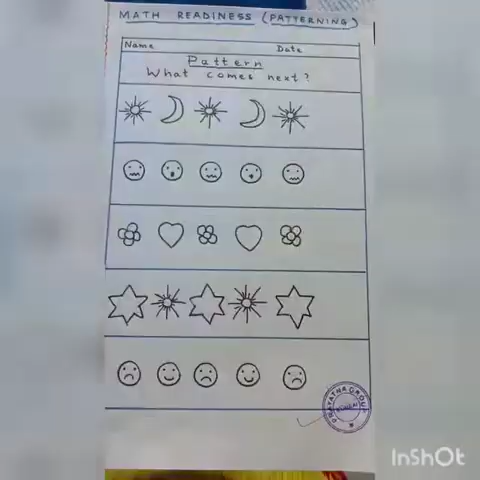 MATH READINESS (PATTERNING)
Name Date
Pattern
What comes next?
InShOt